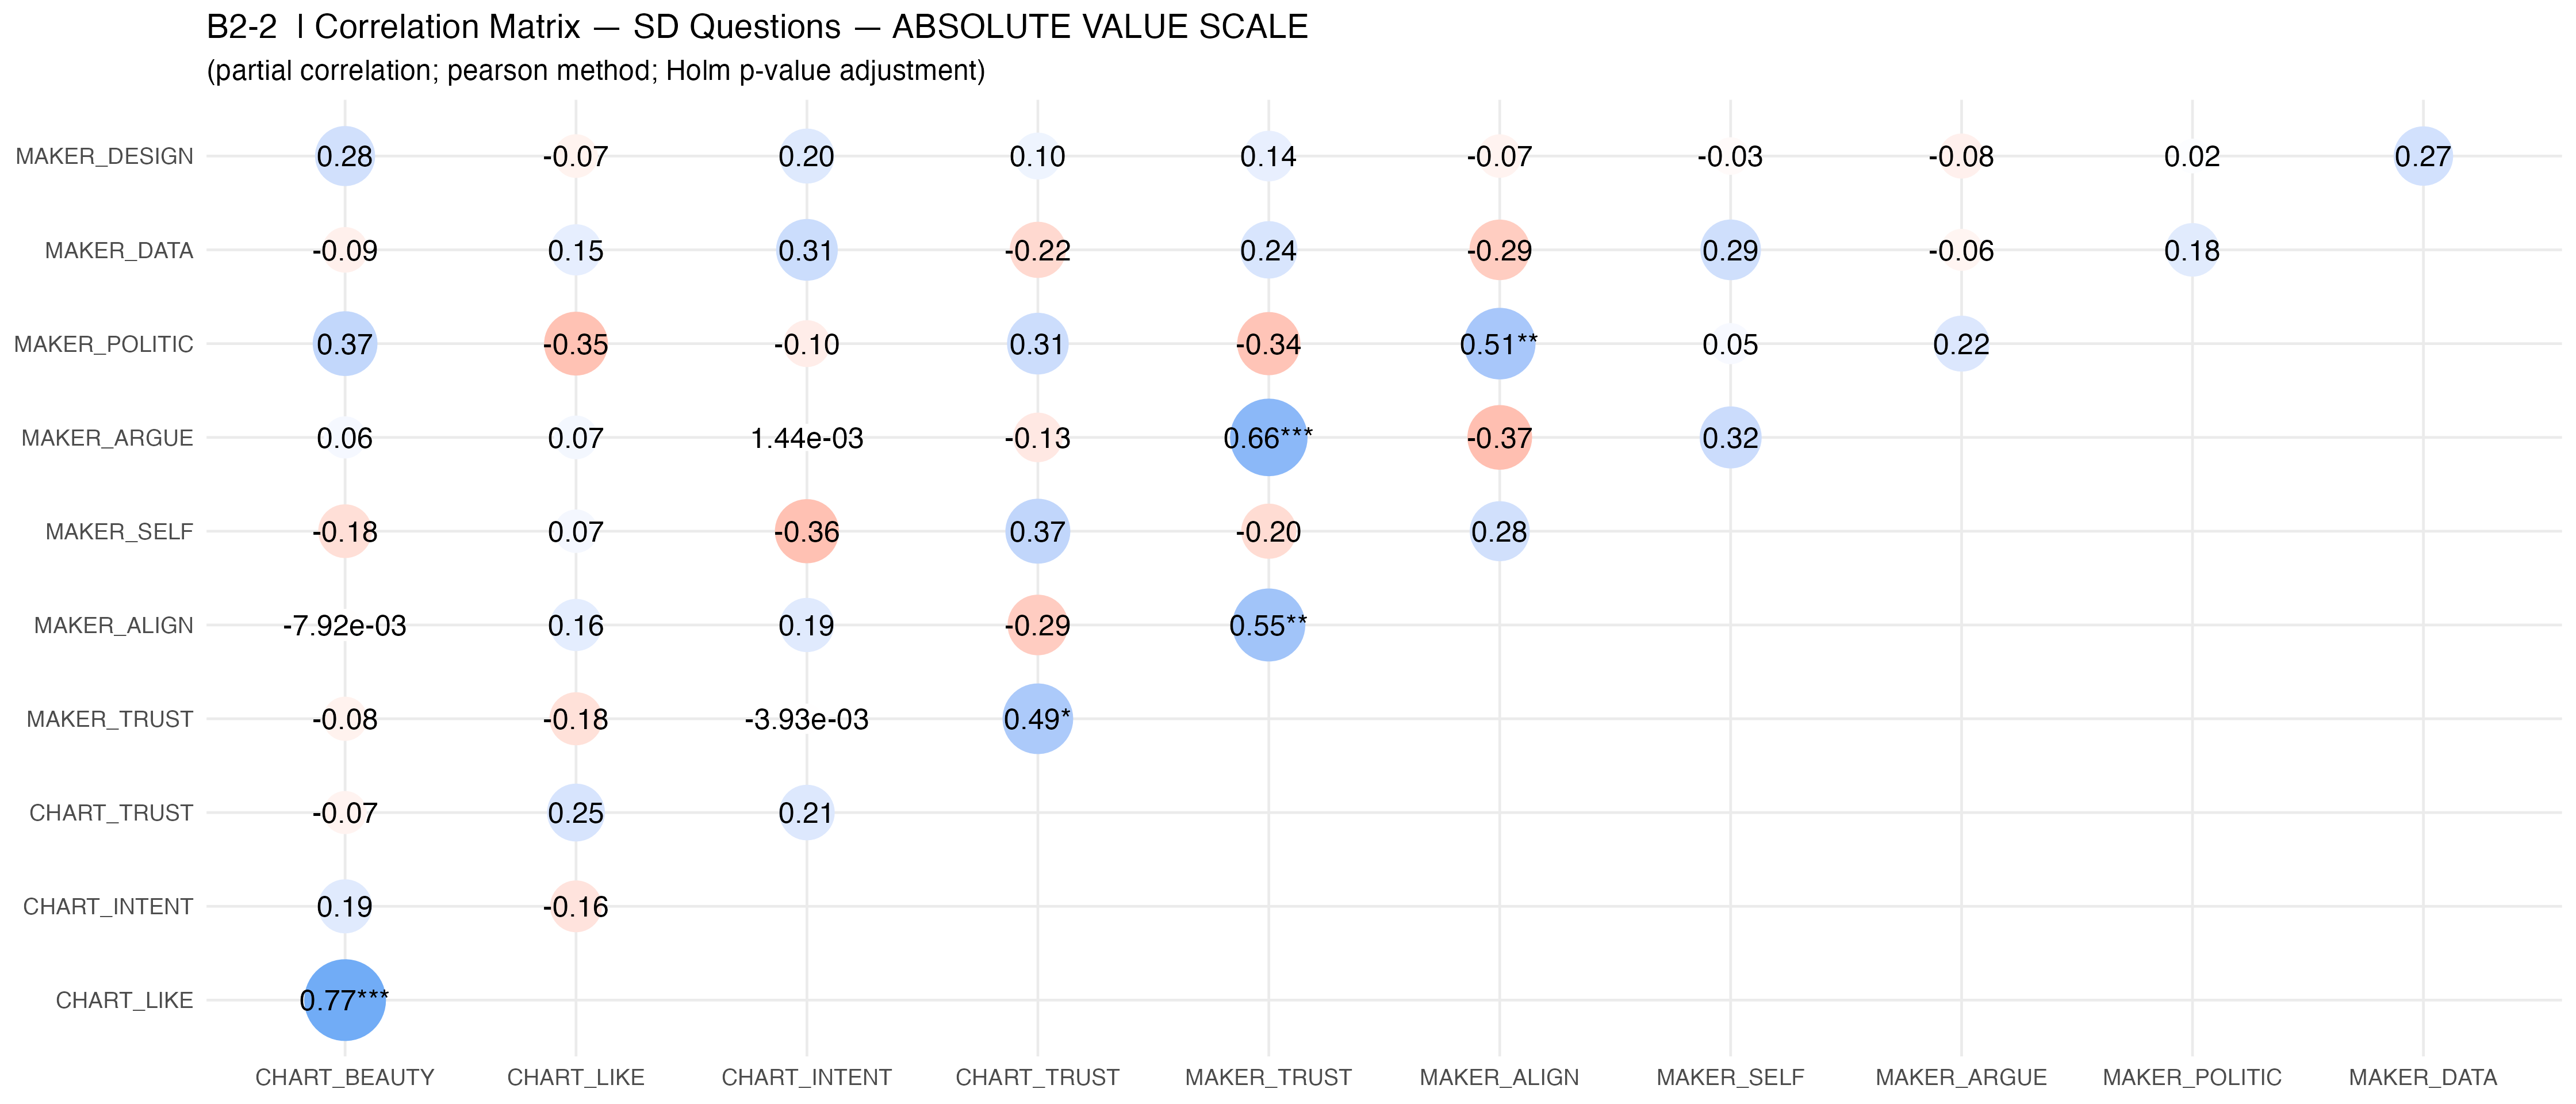 B2-2 | Correlation Matrix — SD Questions — ABSOLUTE VALUE SCALE
(partial correlation; pearson method; Holm p-value adjustment)
MAKER_DESIGN 0.28 -0.07 0.20 0.10 0.14 -0.07 -0.03 -0.08 0.02 0.27
MAKER_DATA -0.09 0.15 0.31 -0.22 0.24 -0.29 0.29 -0.06 0.18
MAKER_POLITIC 0.37 -0.35 -0.10 0.31 -0.34 0.51** 0.05 0.22
MAKER_ARGUE 0.06 0.07 1.44e-03 -0.13 0.66*** -0.37 0.32
MAKER_SELF -0.18 0.07 -0.36 0.37 -0.20 0.28
MAKER_ALIGN -7.92e-03 0.16 0.19 -0.29 0.55**
MAKER_TRUST -0.08 -0.18 -3.93e-03 0.49*
CHART_TRUST -0.07 0.25 0.21
CHART_INTENT 0.19 -0.16
CHART_LIKE 0.77***
CHART_BEAUTY CHART_LIKE CHART_INTENT CHART_TRUST MAKER_TRUST MAKER_ALIGN MAKER_SELF MAKER_ARGUE MAKER_POLITIC MAKER_DATA